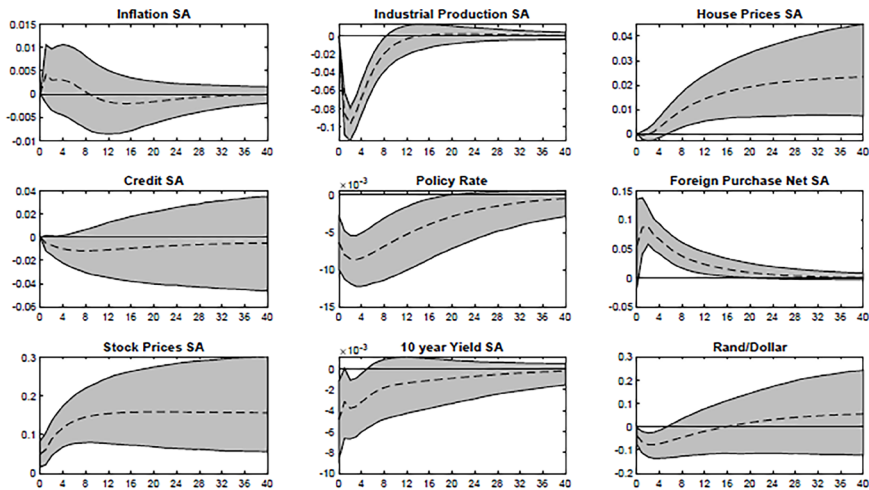 Inflation SA
0.015
0.01
0.005
0
-0.005
-0.01
0 4 8 12 16 20 24 28 32 36 40
Industrial Production SA
0
-0.02
-0.04
-0.06
-0.08
-0.1
0 4 8 12 16 20 24 28 32 36 40
House Prices SA
0.04
0.03
0.02
0.01
0
0 4 8 12 16 20 24 28 32 36 40
Credit SA
0.04
0.02
0
-0.02
-0.04
-0.06
0 4 8 12 16 20 24 28 32 36 40
Policy Rate
×10-3
0
-5
-10
-15
0 4 8 12 16 20 24 28 32 36 40
Foreign Purchase Net SA
0.15
0.1
0.05
0
-0.05
0 4 8 12 16 20 24 28 32 36 40
Stock Prices SA
0.3
0.2
0.1
0
0 4 8 12 16 20 24 28 32 36 40
10 year Yield SA
×10-3
0
-2
-4
-6
-8
-10
0 4 8 12 16 20 24 28 32 36 40
Rand/Dollar
0.3
0.2
0.1
0
-0.1
-0.2
0 4 8 12 16 20 24 28 32 36 40